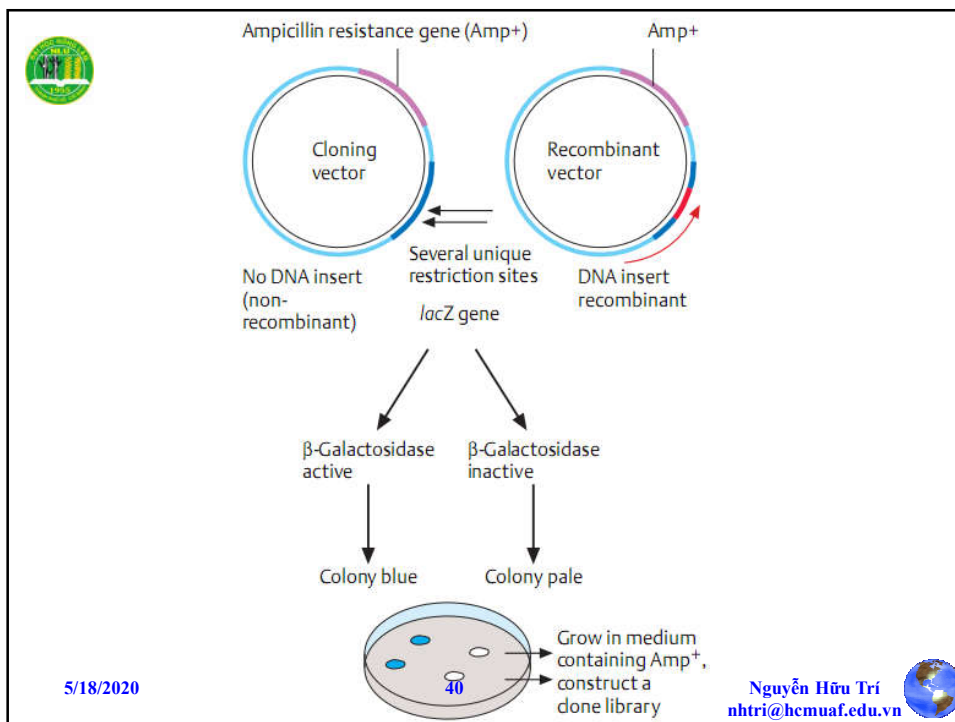 Ampicillin resistance gene (Amp+)
Amp+
NLU
1955
Cloning
vector
Recombinant
vector
No DNA insert
(non-
recombinant)
Several unique
restriction sites
lacZ gene
DNA insert
recombinant
β-Galactosidase
active
β-Galactosidase
inactive
Colony blue
Colony pale
Grow in medium
containing Amp⁺,
construct a
clone library
5/18/2020
40
Nguyễn Hữu Trí
nhtri@hcmuaf.edu.vn